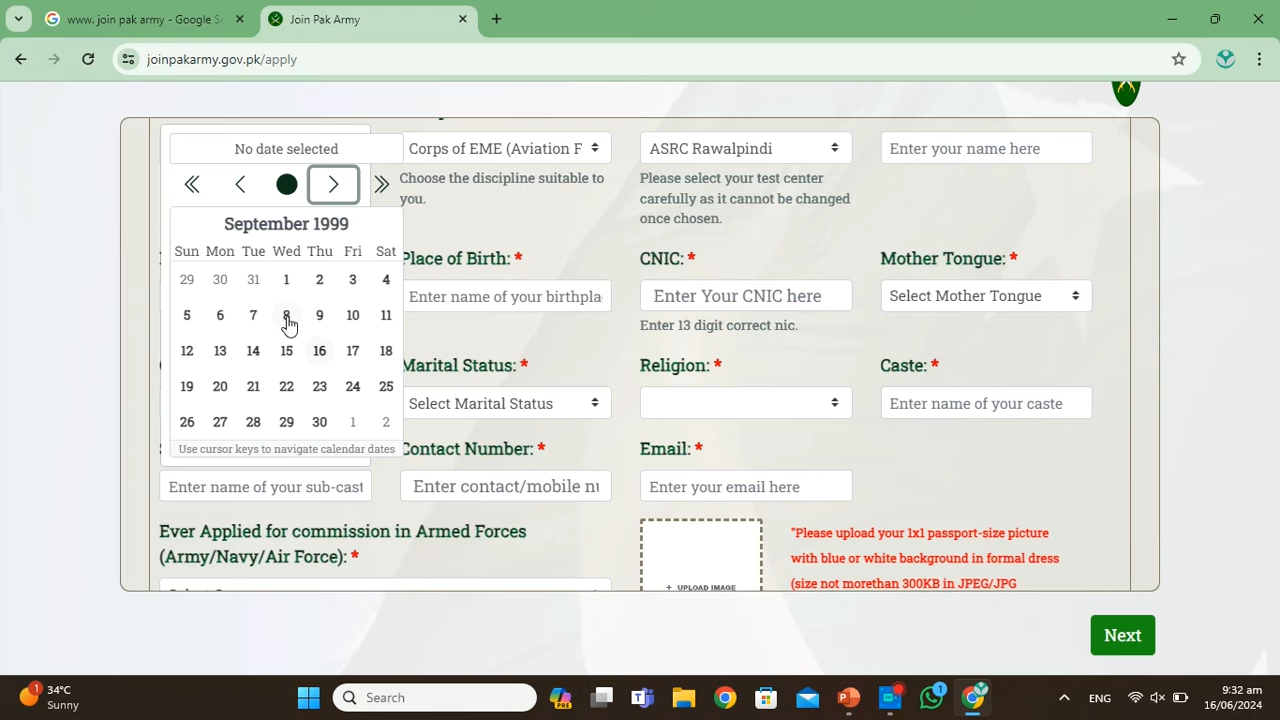 www. join pak army - Google Se
Join Pak Army
joinpakarmy.gov.pk/apply
No date selected
Corps of EME (Aviation F
ASRC Rawalpindi
Enter your name here
Choose the discipline suitable to
you.
Please select your test center
carefully as it cannot be changed
once chosen.
September 1999
Sun Mon Tue Wed Thu Fri Sat
29 30 31 1 2 3 4
5 6 7 8 9 10 11
12 13 14 15 16 17 18
19 20 21 22 23 24 25
26 27 28 29 30 1 2
Use cursor keys to navigate calendar dates
Place of Birth: *
CNIC: *
Mother Tongue: *
Enter name of your birthpla
Enter Your CNIC here
Select Mother Tongue
Enter 13 digit correct nic.
Marital Status: *
Religion: *
Caste: *
Select Marital Status
Enter name of your caste
Contact Number: *
Email: *
Enter name of your sub-cast
Enter contact/mobile nu
Enter your email here
Ever Applied for commission in Armed Forces
(Army/Navy/Air Force): *
+ UPLOAD IMAGE
"Please upload your 1x1 passport-size picture
with blue or white background in formal dress
(size not morethan 300KB in JPEG/JPG
Next
1
34°C
Sunny
Search
PRE
1
ENG
9:32 am
16/06/2024